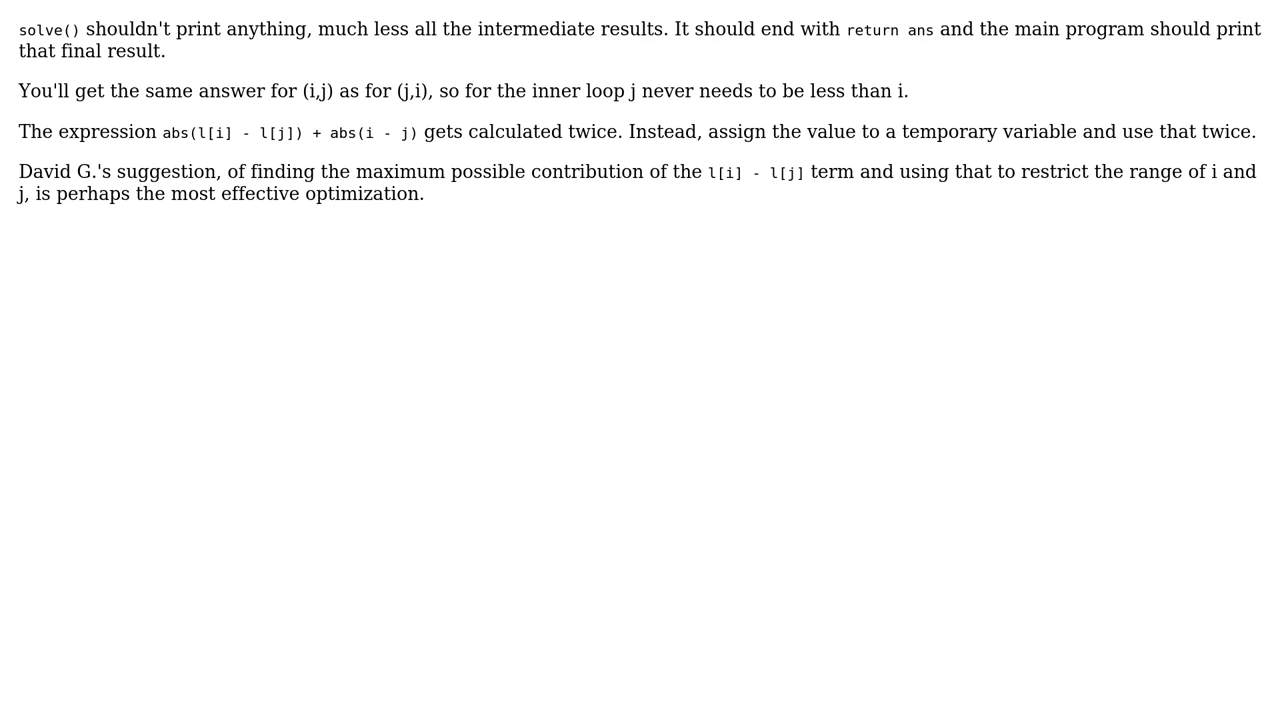 solve() shouldn't print anything, much less all the intermediate results. It should end with return ans and the main program should print
that final result.
You'll get the same answer for (i,j) as for (j,i), so for the inner loop j never needs to be less than i.
The expression abs(l[i] - l[j]) + abs(i - j) gets calculated twice. Instead, assign the value to a temporary variable and use that twice.
David G.'s suggestion, of finding the maximum possible contribution of the l[i] - l[j] term and using that to restrict the range of i and
j, is perhaps the most effective optimization.